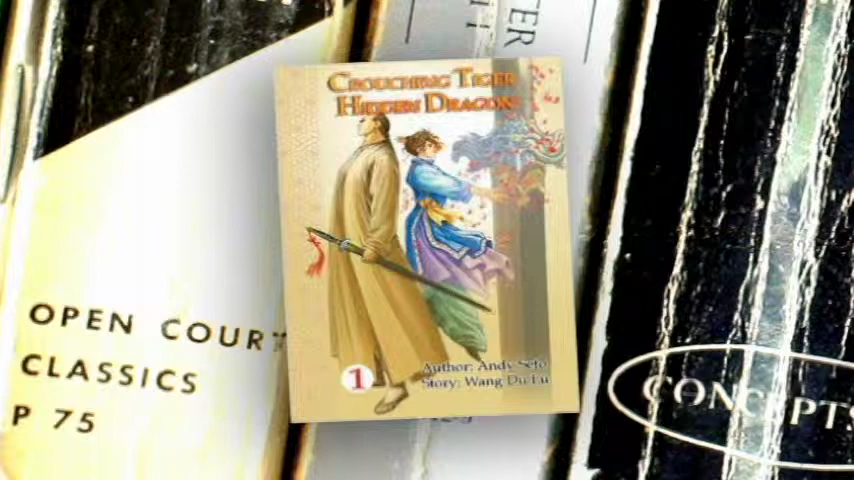 CROUCHING TIGER
HIDDEN DRAGON
1
Author: Andy Seto
Story: Wang Du Lu
OPEN COURT
CLASSICS
P 75
CONCEPTS